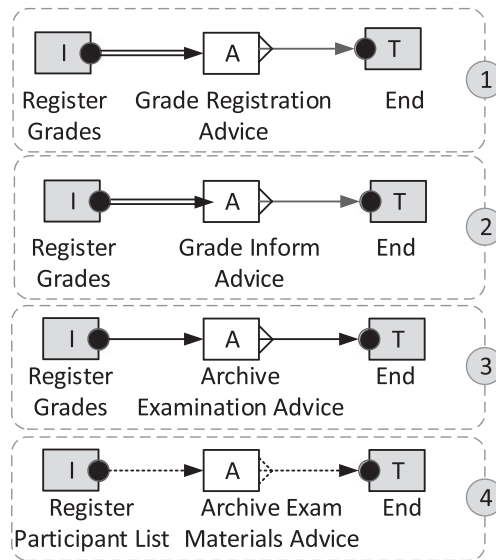 I A T
1
Register Grade Registration End
Grades Advice
I A T
2
Register Grade Inform End
Grades Advice
I A T
3
Register Archive End
Grades Examination Advice
I A T
4
Register Archive Exam End
Participant List Materials Advice